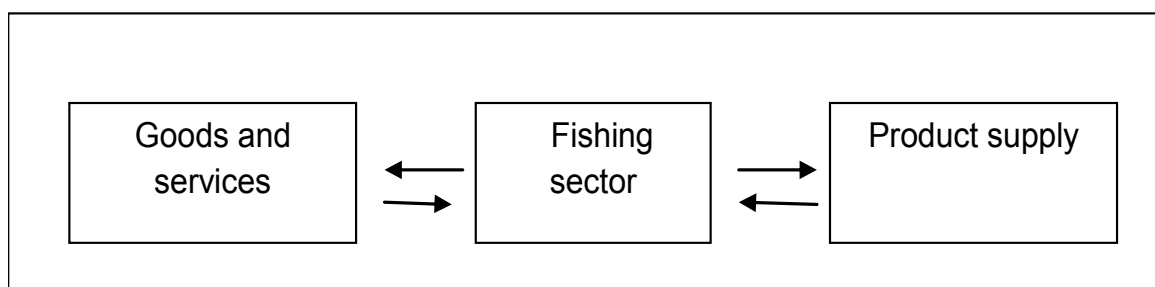 Goods and
services
Fishing
sector
Product supply